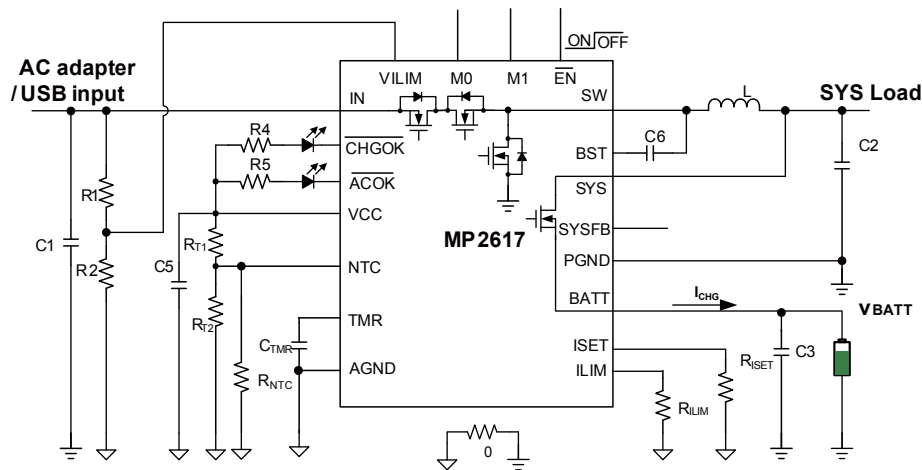 ON OFF
AC adapter
/ USB input
VILIM M0 M1 EN
IN SW
L
SYS Load
R4
CHGOK
C6
C2
BST
R5
ACOK
SYS
R1
VCC
MP2617
SYSFB
C1
RT1
R2
C5
NTC
PGND
BATT
ICHG
VBATT
RT2
TMR
CTMR
ISET
RISET
C3
AGND
ILIM
RNTC
RILIM
0